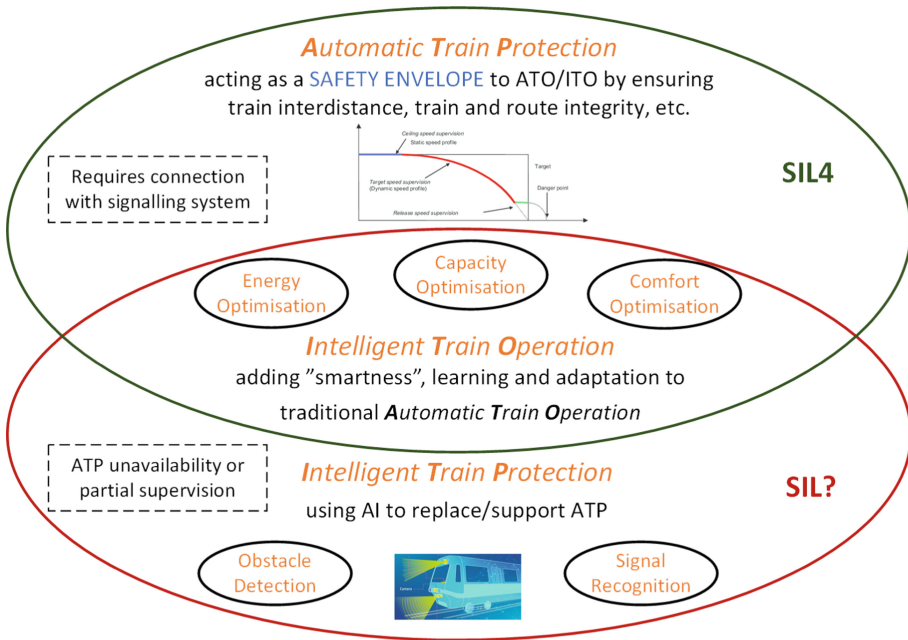 Automatic Train Protection
acting as a SAFETY ENVELOPE to ATO/ITO by ensuring
train interdistance, train and route integrity, etc.
Ceiling speed supervision
Static speed profile
Target speed supervision
(Dynamic speed profile)
Target
Danger point
Release speed supervision
Requires connection
with signalling system
SIL4
Energy
Optimisation
Capacity
Optimisation
Comfort
Optimisation
Intelligent Train Operation
adding ”smartness”, learning and adaptation to
traditional Automatic Train Operation
ATP unavailability or
partial supervision
Intelligent Train Protection
using AI to replace/support ATP
SIL?
Obstacle
Detection
Camera
Signal
Recognition